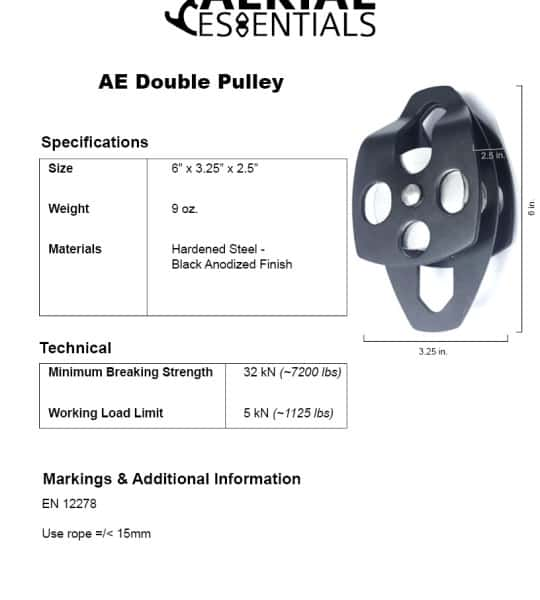 AERIAL
ESSENTIALS
AE Double Pulley
Specifications
Size 6" x 3.25" x 2.5"
Weight 9 oz.
Materials Hardened Steel -
Black Anodized Finish
2.5 in.
6 in.
3.25 in.
Technical
Minimum Breaking Strength 32 kN (~7200 lbs)
Working Load Limit 5 kN (~1125 lbs)
Markings & Additional Information
EN 12278
Use rope =/< 15mm